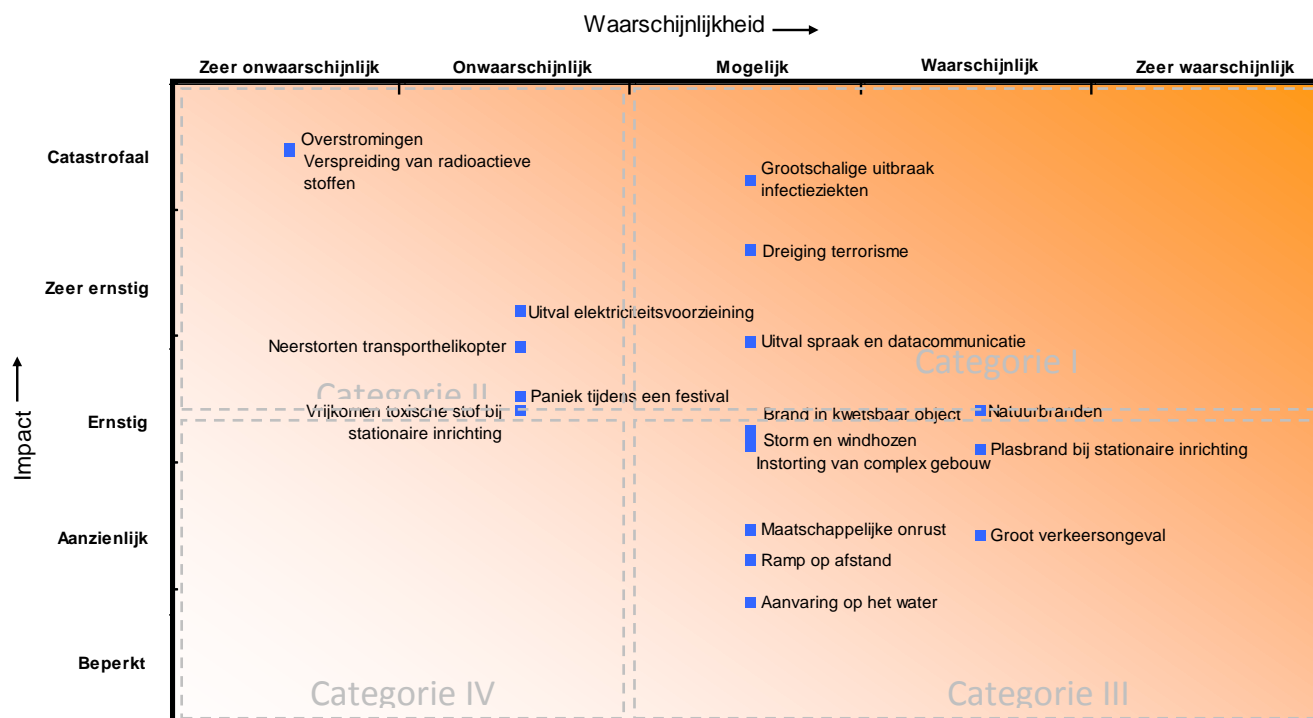 Waarschijnlijkheid
Zeer onwaarschijnlijk
Onwaarschijnlijk
Mogelijk
Waarschijnlijk
Zeer waarschijnlijk
Impact
Catastrofaal
Overstromingen
Verspreiding van radioactieve
stoffen
Grootschalige uitbraak
infectieziekten
Dreiging terrorisme
Zeer ernstig
Uitval elektriciteitsvoorzieining
Neerstorten transporthelikopter
Uitval spraak en datacommunicatie
Categorie I
Categorie II
Paniek tijdens een festival
Ernstig
Vrijkomen toxische stof bij
stationaire inrichting
Brand in kwetsbaar object
Natuurbranden
Storm en windhozen
Instorting van complex gebouw
Plasbrand bij stationaire inrichting
Aanzienlijk
Maatschappelijke onrust
Groot verkeersongeval
Ramp op afstand
Aanvaring op het water
Beperkt
Categorie IV
Categorie III